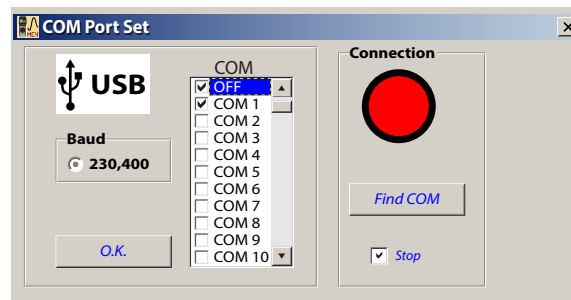 COM Port Set
USB
Baud
230,400
O.K.
COM
OFF
COM 1
COM 2
COM 3
COM 4
COM 5
COM 6
COM 7
COM 8
COM 9
COM 10
Connection
Find COM
Stop